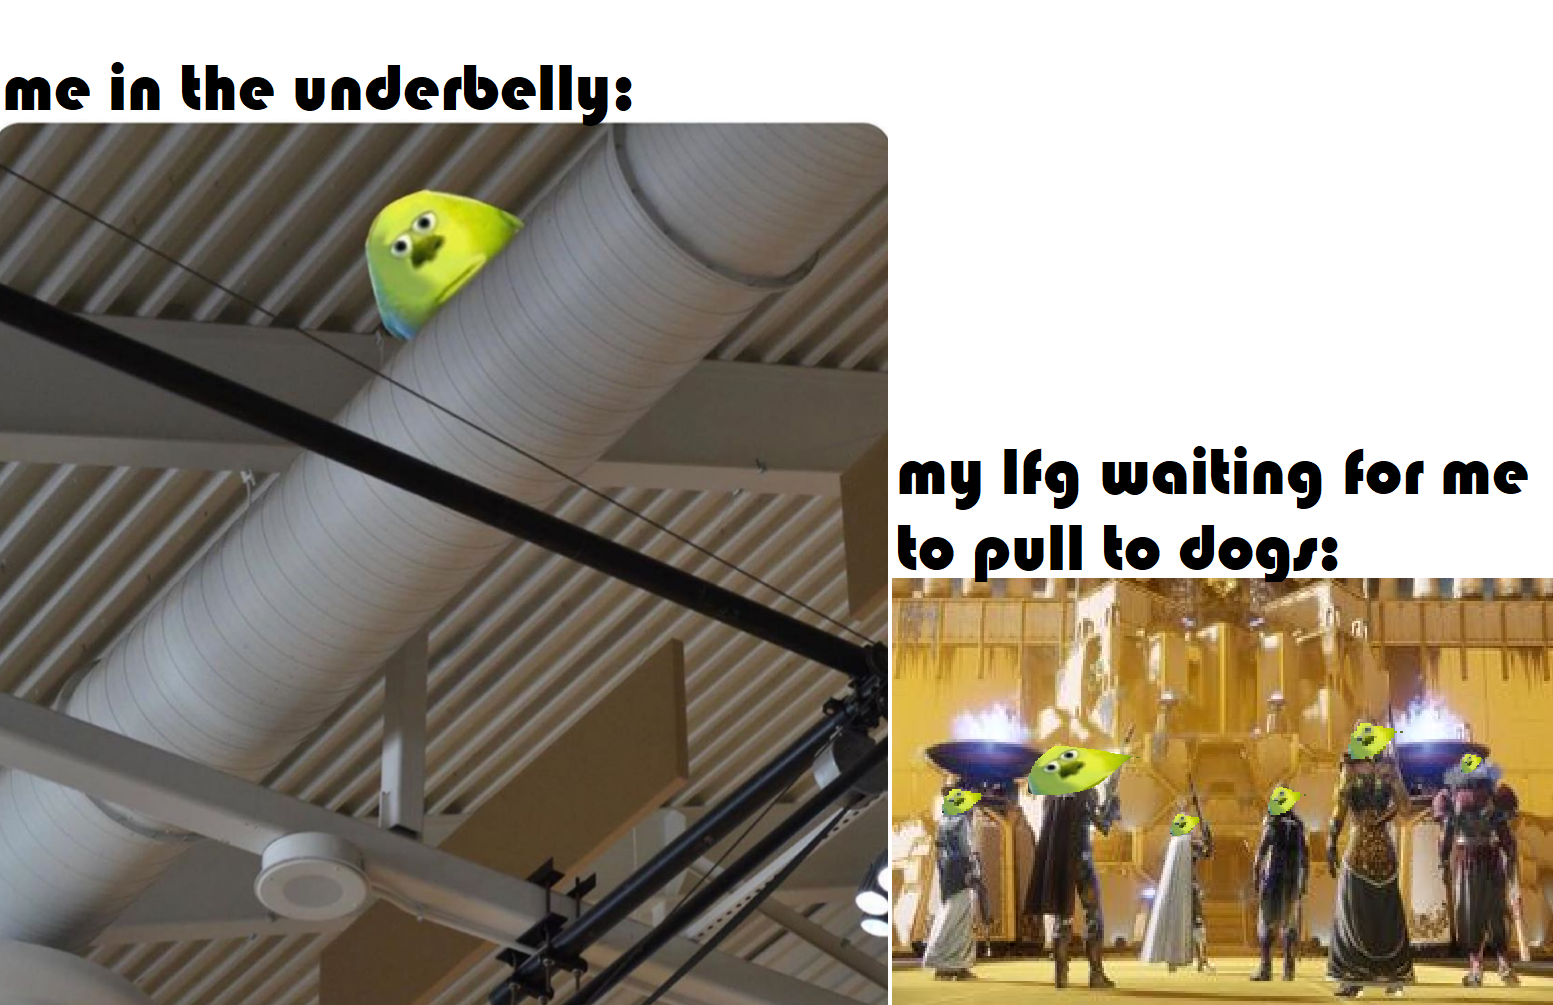 me in the underbelly:
my lfg waiting for me
to pull to dogs: